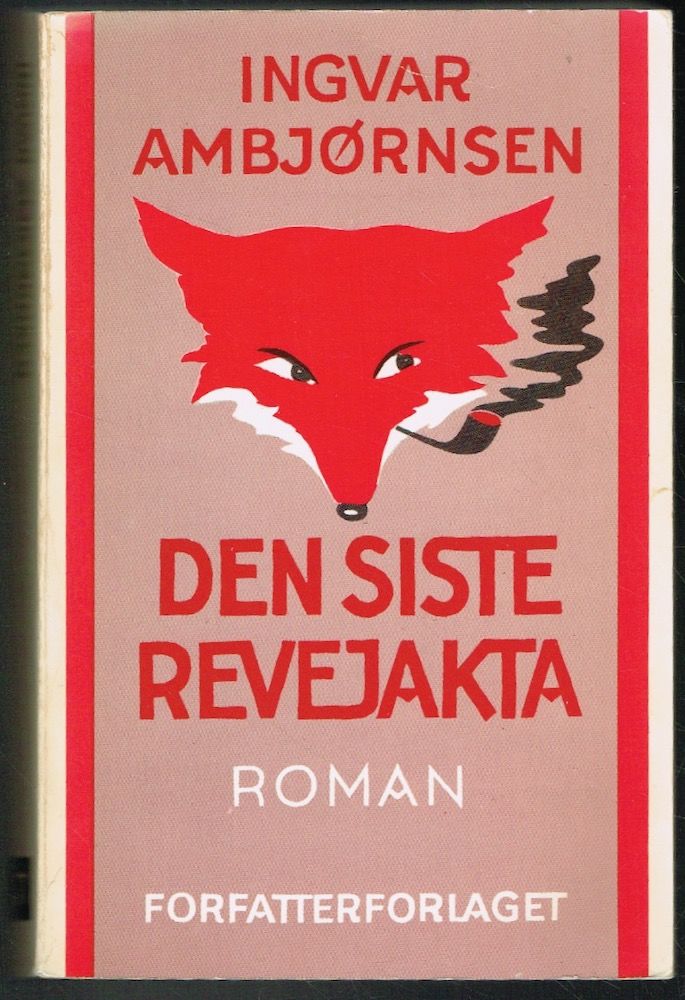 INGVAR
AMBJØRNSEN
DEN SISTE
REVEJAKTA
ROMAN
FORFATTERFORLAGET